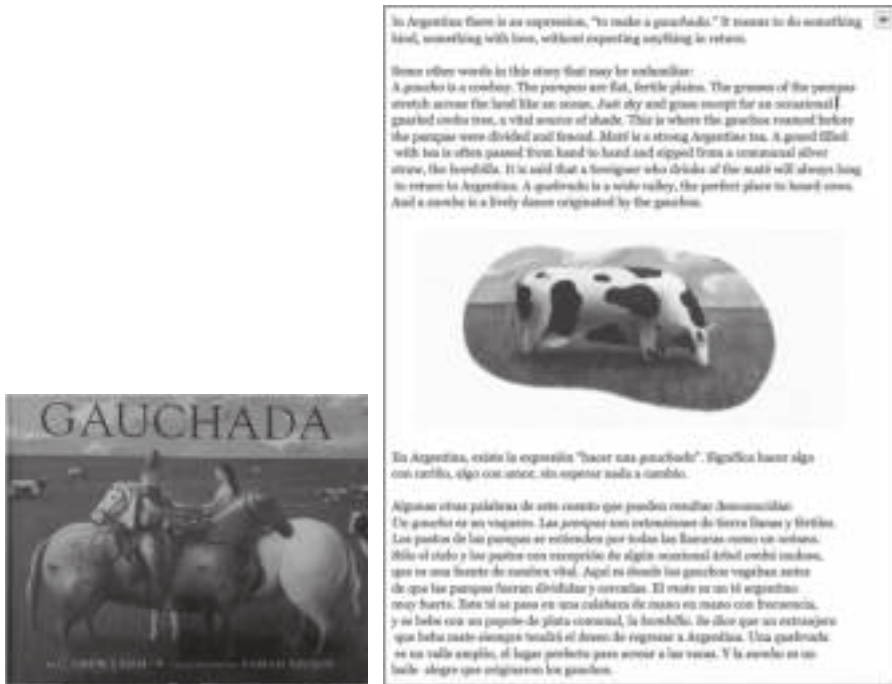 GAUCHADA
In Argentina there is an expression, "to make a gauchada." It means to do something
kind, something with love, without expecting anything in return.
Some other words in this story that may be unfamiliar:
A gaucho is a cowboy. The pampas are flat, fertile plains. The grasses of the pampas
stretch across the land like an ocean. Just sky and grass except for an occasional
gnarled ombu tree, a vital source of shade. This is where the gauchos roamed before
the pampas were divided and fenced. Maté is a strong Argentine tea. A gourd filled
with tea is often passed from hand to hand and sipped from a communal silver
straw, the bombilla. It is said that a foreigner who drinks of the maté will always long
to return to Argentina. A quebrada is a wide valley, the perfect place to herd cows.
And a is a lively dance originated by the gauchos.
En Argentina, existe la expresión "hacer una gauchada". Significa hacer algo
con cariño, algo con amor, sin esperar nada a cambio.
Algunas otras palabras de este cuento que pueden resultar desconocidas:
Un gaucho es un vaquero. Las pampas son extensiones de tierra llanas y fértiles.
Los pastos de las pampas se extienden por todas las llanuras como un océano.
Sólo el cielo y los pastos con excepción de algún ocasional árbol ombú nudoso,
que es una fuente de sombra vital. Aquí es donde los gauchos vagaban antes
de que las pampas fueran divididas y cercadas. El mate es un té argentino
muy fuerte. Este té se pasa en una calabaza de mano en mano con frecuencia,
y se bebe con un popote de plata comunal, la bombilla. Se dice que un extranjero
que beba mate siempre tendrá el deseo de regresar a Argentina. Una quebrada
es un valle amplio, el lugar perfecto para arrear a las vacas. Y la es un
baile alegre que originaron los gauchos.